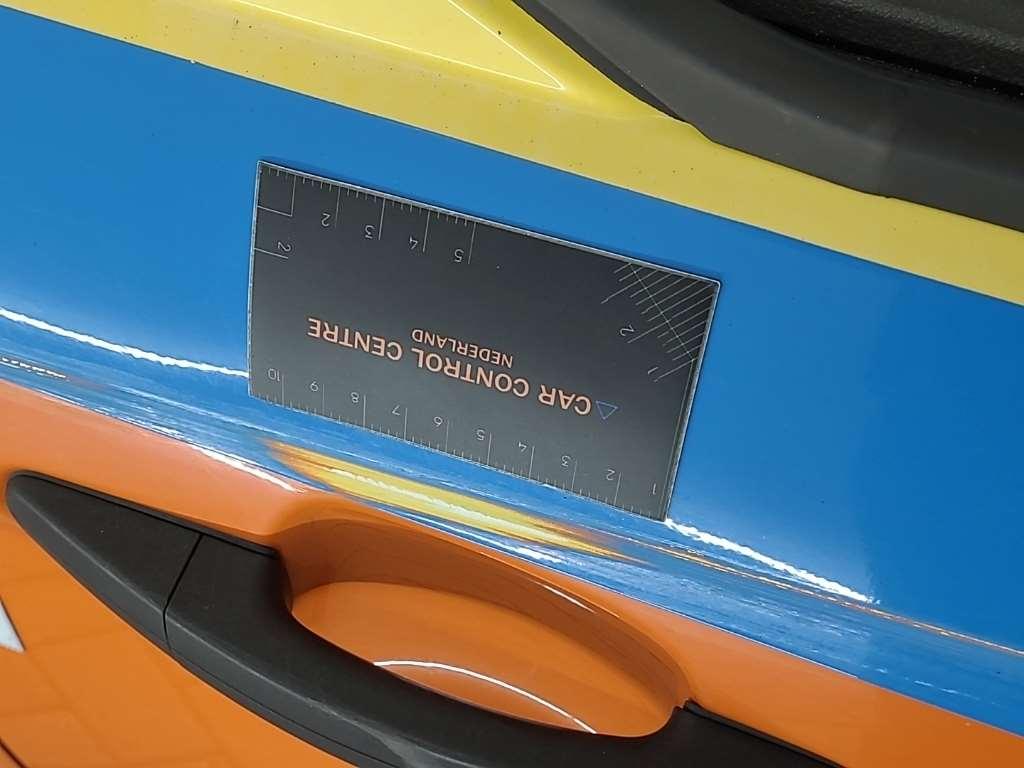 CAR CONTROL CENTRE
NEDERLAND
1 2 3 4 5 6 7 8 9 10
2 3 4 5
2
2